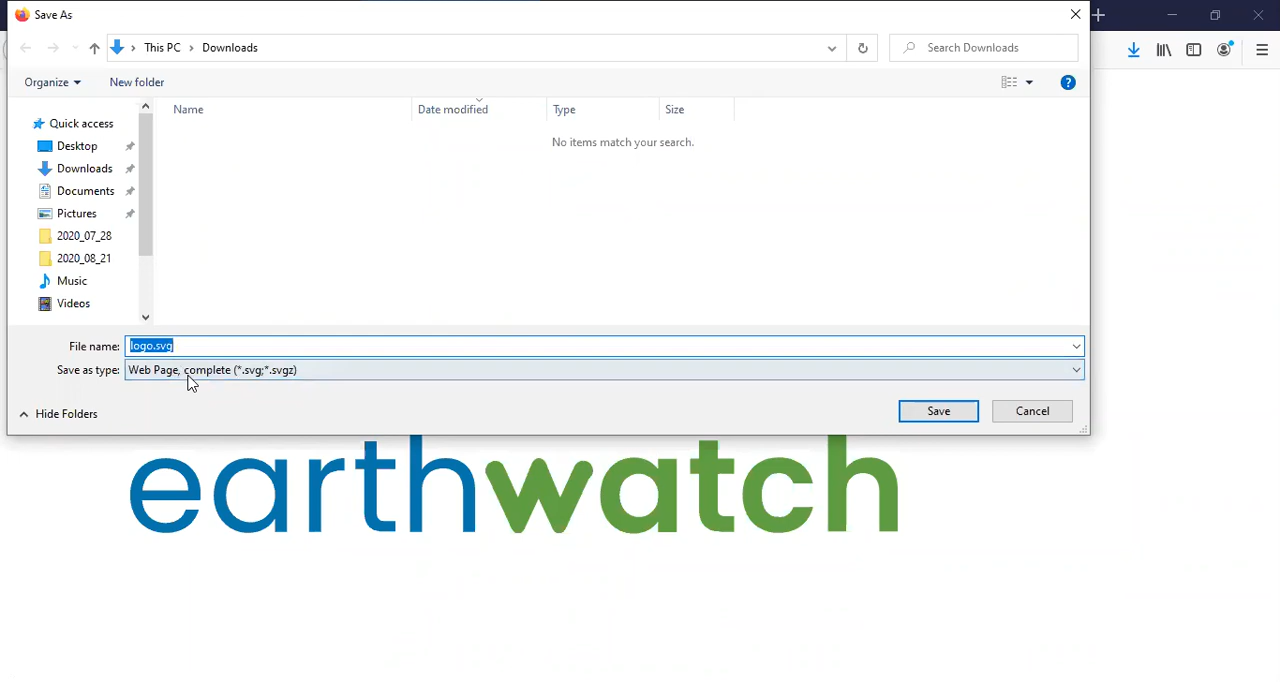 Save As
This PC > Downloads
Search Downloads
Organize
New folder
Name
Date modified
Type
Size
No items match your search.
Quick access
Desktop
Downloads
Documents
Pictures
2020_07_28
2020_08_21
Music
Videos
File name: logo.svg
Save as type: Web Page, complete (*.svg;*.svgz)
Hide Folders
Save
Cancel
earthwatch